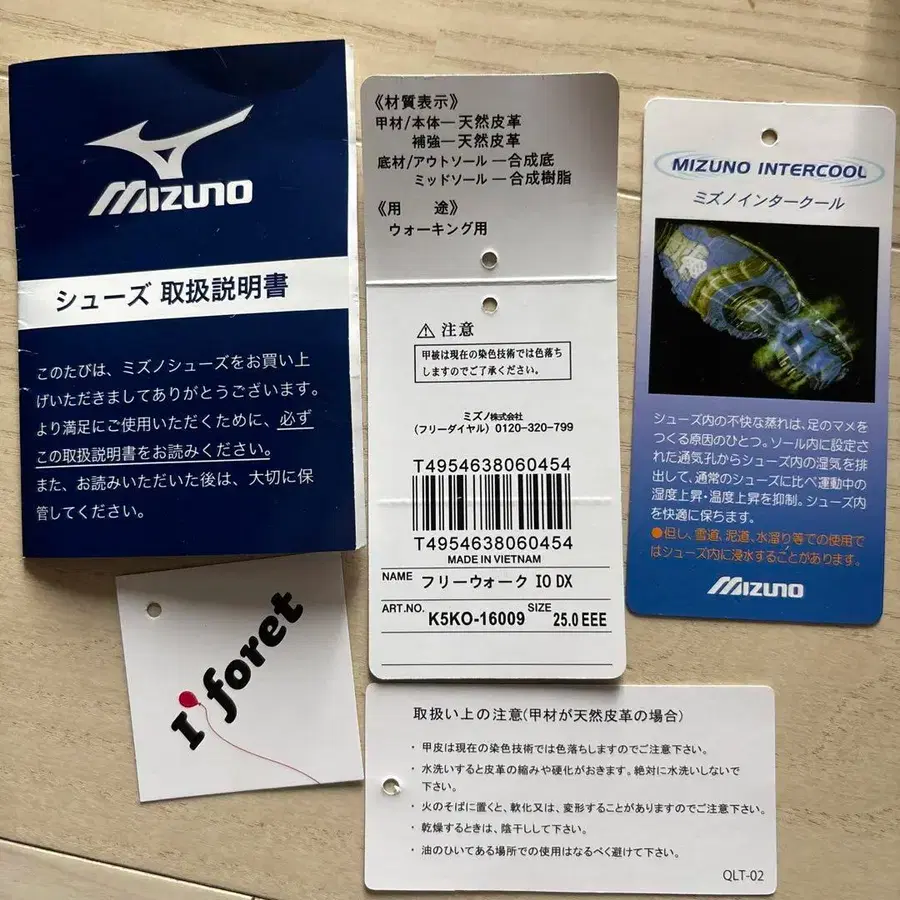 MIZUNO
シューズ 取扱説明書
このたびは、ミズノシューズをお買い上
げいただきましてありがとうございます。
より満足にご使用いただくために、必ず
この取扱説明書をお読みください。
また、お読みいただいた後は、大切に保
管してください。
《材質表示》
甲材/本体―天然皮革
補強―天然皮革
底材/アウトソール ―合成底
ミッドソール ―合成樹脂
《用 途》
ウォーキング用
⚠ 注意
甲被は現在の染色技術では色落ち
しますのでご了承ください。
ミズノ株式会社
(フリーダイヤル) 0120-320-799
T4954638060454
T4954638060454
MADE IN VIETNAM
NAME フリーウォーク IO DX
ART.NO. K5KO-16009 SIZE 25.0 EEE
MIZUNO INTERCOOL
ミズノインタークール
シューズ内の不快な蒸れは、足のマメを
つくる原因のひとつ。ソール内に設定さ
れた通気孔からシューズ内の湿気を排
出して、通常のシューズに比べ運動中の
湿度上昇・温度上昇を抑制。シューズ内
を快適に保ちます。
●但し、雪道、泥道、水溜り等での使用で
はシューズ内に浸水することがあります。
MIZUNO
I foret
取扱い上の注意(甲材が天然皮革の場合)
・ 甲皮は現在の染色技術では色落ちしますのでご注意下さい。
・ 水洗いすると皮革の縮みや硬化がおきます。絶対に水洗いしないで
下さい。
・ 火のそばに置くと、軟化又は、変形することがありますのでご注意下さい。
・ 乾燥するときは、陰干しして下さい。
・ 油のひいてある場所での使用はなるべく避けて下さい。
QLT-02